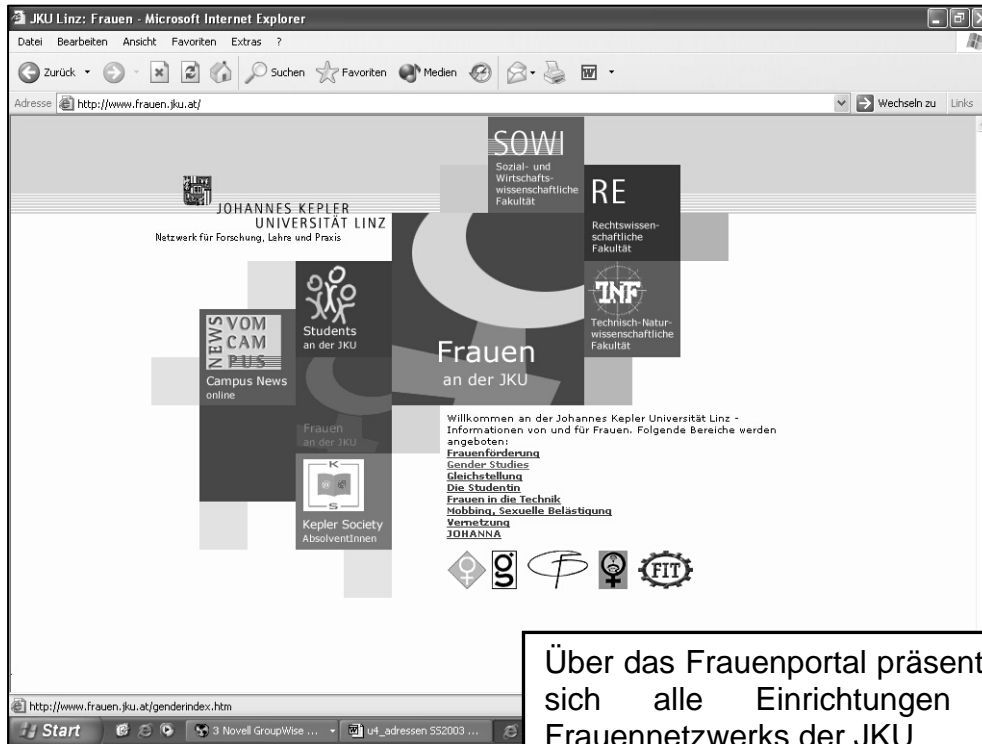 JKU Linz: Frauen - Microsoft Internet Explorer
Datei Bearbeiten Ansicht Favoriten Extras ?
Zurück Suchen Favoriten Medien
Adresse http://www.frauen.jku.at/ Wechseln zu Links
SOWI
Sozial- und
Wirtschafts-
wissenschaftliche
Fakultät
RE
Rechtswissen-
schaftliche
Fakultät
JOHANNES KEPLER
UNIVERSITÄT LINZ
Netzwerk für Forschung, Lehre und Praxis
INF
Technisch-Natur-
wissenschaftliche
Fakultät
Students
an der JKU
NEWS VOM
CAM
PUS
Campus News
online
Frauen
an der JKU
Frauen
an der JKU
K
S
Kepler Society
AbsolventInnen
Willkommen an der Johannes Kepler Universität Linz -
Informationen von und für Frauen. Folgende Bereiche werden
angeboten:
Frauenförderung
Gender Studies
Gleichstellung
Die Studentin
Frauen in die Technik
Mobbing, Sexuelle Belästigung
Vernetzung
JOHANNA
FIT
Über das Frauenportal präsent
sich alle Einrichtungen
Frauennetzwerks der JKU
http://www.frauen.jku.at/genderindex.htm
Start 3 Novell GroupWise ... u4_adressen SS2003 ...